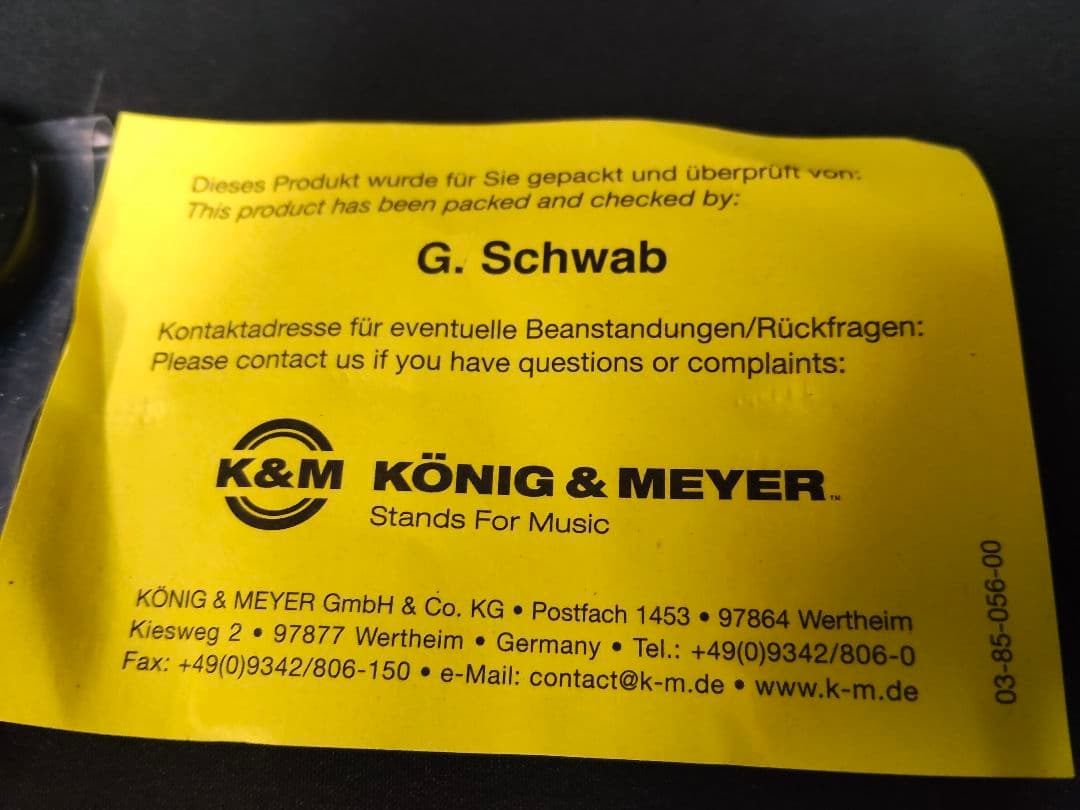 Dieses Produkt wurde für Sie gepackt und überprüft von:
This product has been packed and checked by:
G. Schwab
Kontaktadresse für eventuelle Beanstandungen/Rückfragen:
Please contact us if you have questions or complaints:
K&M KÖNIG & MEYER™
Stands For Music
KÖNIG & MEYER GmbH & Co. KG • Postfach 1453 • 97864 Wertheim
Kiesweg 2 • 97877 Wertheim • Germany • Tel.: +49(0)9342/806-0
Fax: +49(0)9342/806-150 • e-Mail: contact@k-m.de • www.k-m.de
03-85-056-00